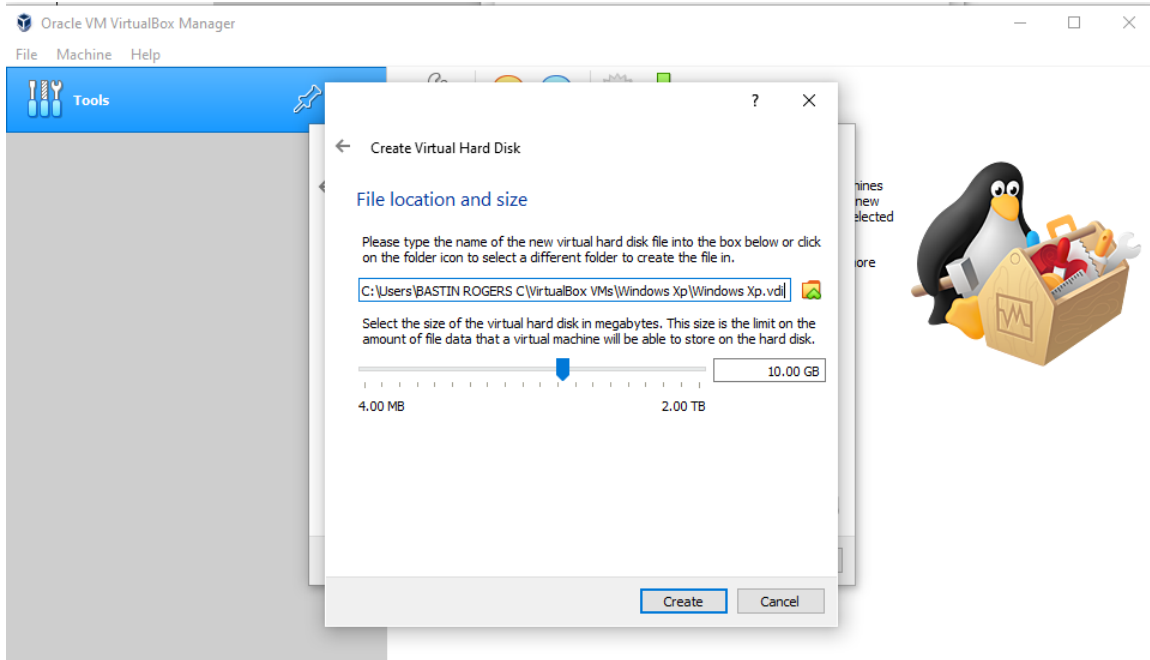 Oracle VM VirtualBox Manager
File Machine Help
Tools
?
Create Virtual Hard Disk
File location and size
Please type the name of the new virtual hard disk file into the box below or click
on the folder icon to select a different folder to create the file in.
C:\Users\BASTIN ROGERS C\VirtualBox VMs\Windows Xp\Windows Xp.vdi
Select the size of the virtual hard disk in megabytes. This size is the limit on the
amount of file data that a virtual machine will be able to store on the hard disk.
10.00 GB
4.00 MB 2.00 TB
Create Cancel
new